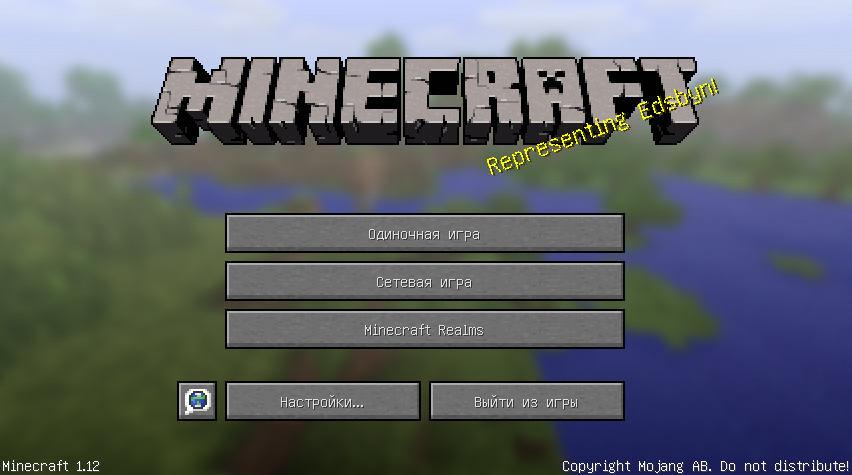 MINECRAFT
Representing Edsbyn!
Одиночная игра
Сетевая игра
Minecraft Realms
Настройки...
Выйти из игры
Minecraft 1.12
Copyright Mojang AB. Do not distribute!